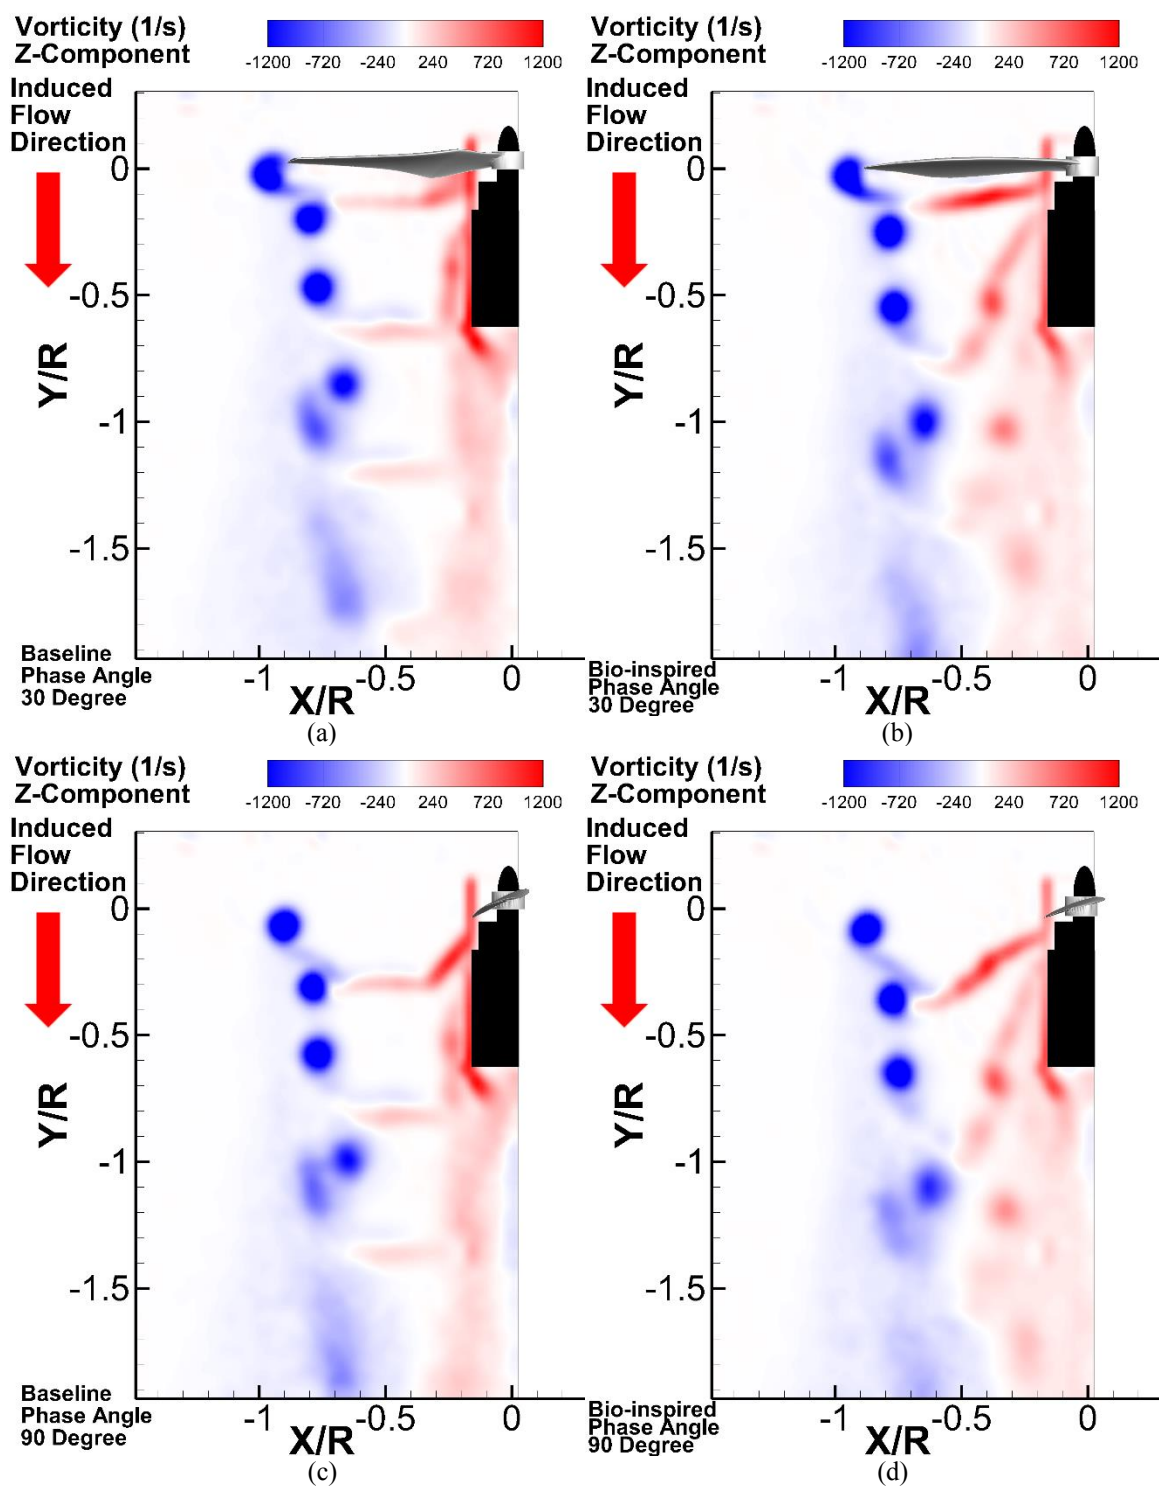 Vorticity (1/s)
Z-Component
-1200 -720 -240 240 720 1200
Induced
Flow
Direction
0
-0.5
-1
-1.5
Y/R
Baseline
Phase Angle
30 Degree
-1 -0.5 0
X/R
(a)
Vorticity (1/s)
Z-Component
-1200 -720 -240 240 720 1200
Induced
Flow
Direction
0
-0.5
-1
-1.5
Y/R
Bio-inspired
Phase Angle
30 Degree
-1 -0.5 0
X/R
(b)
Vorticity (1/s)
Z-Component
-1200 -720 -240 240 720 1200
Induced
Flow
Direction
0
-0.5
-1
-1.5
Y/R
Baseline
Phase Angle
90 Degree
-1 -0.5 0
X/R
(c)
Vorticity (1/s)
Z-Component
-1200 -720 -240 240 720 1200
Induced
Flow
Direction
0
-0.5
-1
-1.5
Y/R
Bio-inspired
Phase Angle
90 Degree
-1 -0.5 0
X/R
(d)